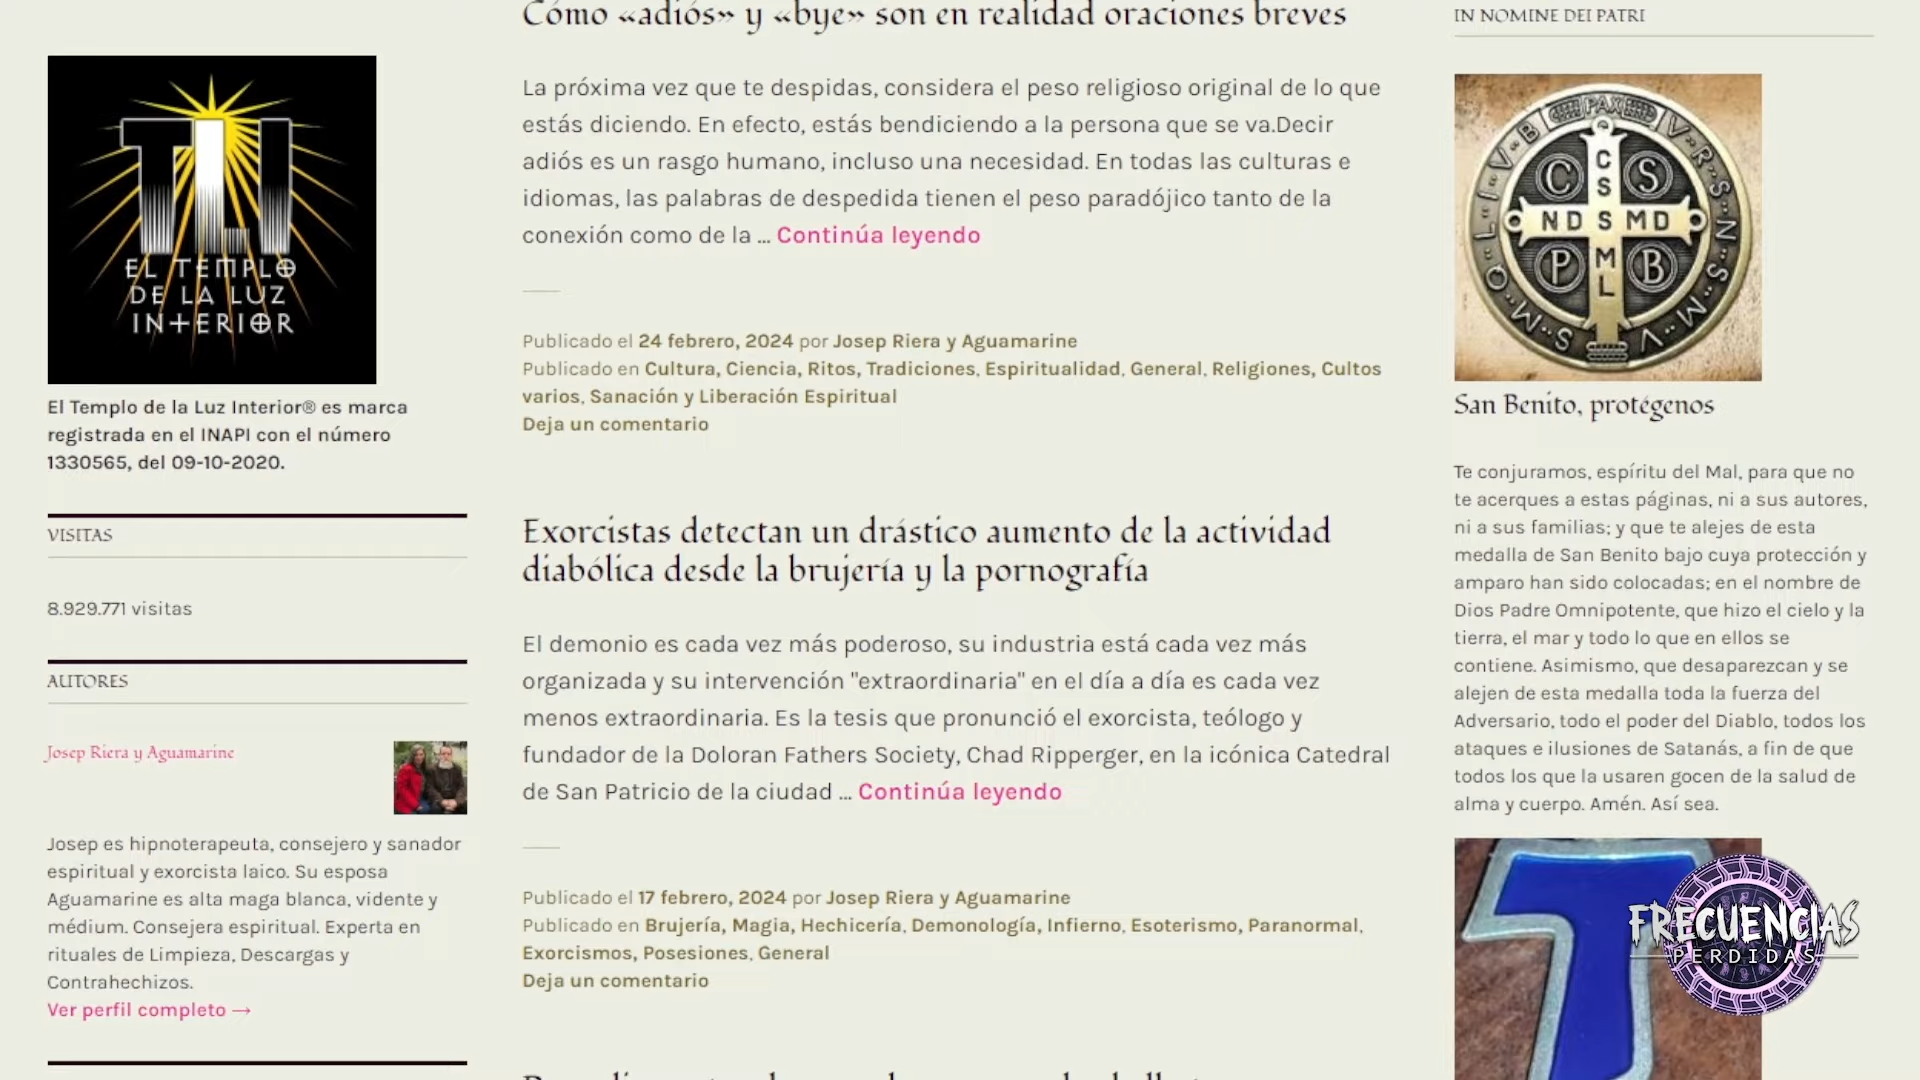 TLI
EL TEMPLO
DE LA LUZ
INTERIOR
El Templo de la Luz Interior® es marca
registrada en el INAPI con el número
1330565, del 09-10-2020.
VISITAS
8.929.771 visitas
AUTORES
Josep Riera y Aguamarine
Josep es hipnoterapeuta, consejero y sanador
espiritual y exorcista laico. Su esposa
Aguamarine es alta maga blanca, vidente y
médium. Consejera espiritual. Experta en
rituales de Limpieza, Descargas y
Contrahechizos.
Ver perfil completo →
Cómo «adiós» y «bye» son en realidad oraciones breves
La próxima vez que te despidas, considera el peso religioso original de lo que
estás diciendo. En efecto, estás bendiciendo a la persona que se va.Decir
adiós es un rasgo humano, incluso una necesidad. En todas las culturas e
idiomas, las palabras de despedida tienen el peso paradójico tanto de la
conexión como de la ... Continúa leyendo
Publicado el 24 febrero, 2024 por Josep Riera y Aguamarine
Publicado en Cultura, Ciencia, Ritos, Tradiciones, Espiritualidad, General, Religiones, Cultos
varios, Sanación y Liberación Espiritual
Deja un comentario
Exorcistas detectan un drástico aumento de la actividad
diabólica desde la brujería y la pornografía
El demonio es cada vez más poderoso, su industria está cada vez más
organizada y su intervención "extraordinaria" en el día a día es cada vez
menos extraordinaria. Es la tesis que pronunció el exorcista, teólogo y
fundador de la Doloran Fathers Society, Chad Ripperger, en la icónica Catedral
de San Patricio de la ciudad ... Continúa leyendo
Publicado el 17 febrero, 2024 por Josep Riera y Aguamarine
Publicado en Brujería, Magia, Hechicería, Demonología, Infierno, Esoterismo, Paranormal,
Exorcismos, Posesiones, General
Deja un comentario
IN NOMINE DEI PATRI
PAX
V·R·S·N·S·M·V
S·M·Q·L·I·V·B
C S
P B
C S S M L
N D S M D
San Benito, protégenos
Te conjuramos, espíritu del Mal, para que no
te acerques a estas páginas, ni a sus autores,
ni a sus familias; y que te alejes de esta
medalla de San Benito bajo cuya protección y
amparo han sido colocadas; en el nombre de
Dios Padre Omnipotente, que hizo el cielo y la
tierra, el mar y todo lo que en ellos se
contiene. Asimismo, que desaparezcan y se
alejen de esta medalla toda la fuerza del
Adversario, todo el poder del Diablo, todos los
ataques e ilusiones de Satanás, a fin de que
todos los que la usaren gocen de la salud de
alma y cuerpo. Amén. Así sea.
FRECUENCIAS
PERDIDAS